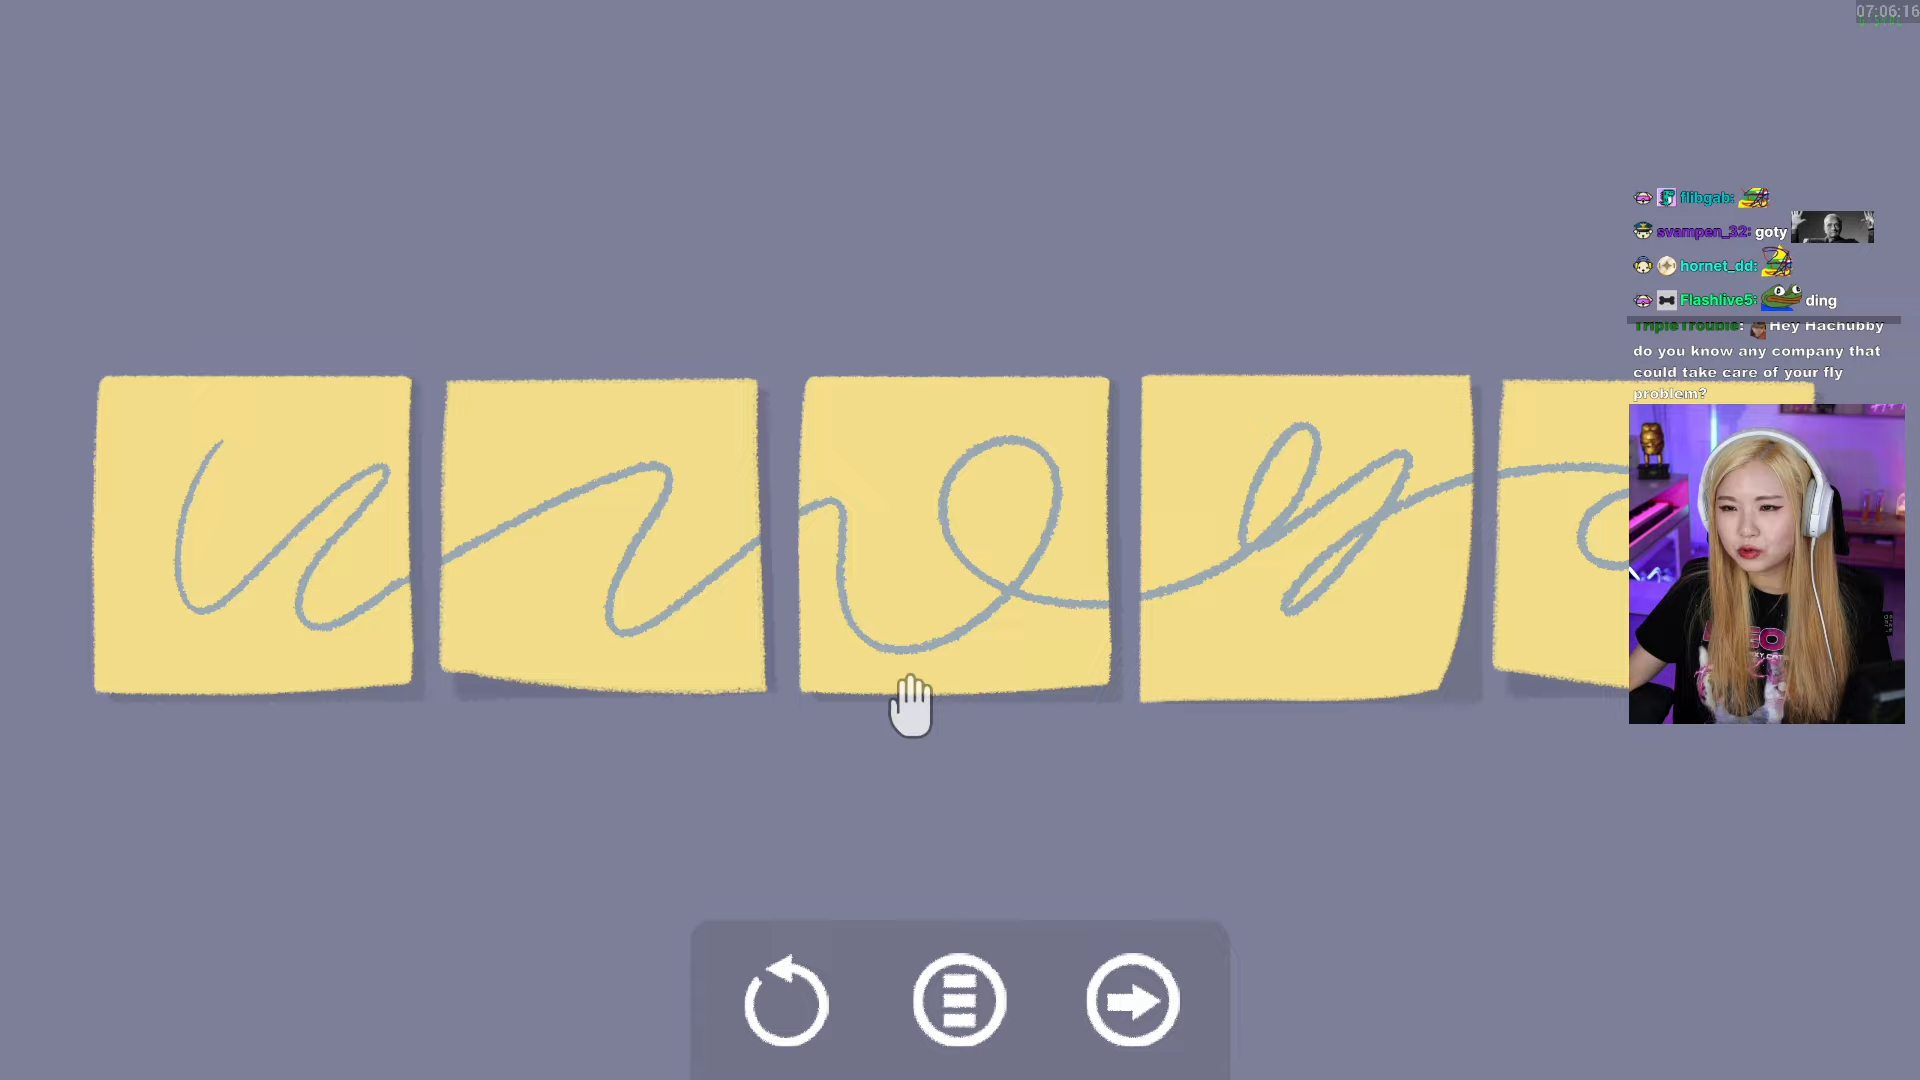 07:06:16
flibgab:
svampen_32: goty
hornet_dd:
Flashlive5: ding
TripleTrouble: Hey Hachubby
do you know any company that
could take care of your fly
problem?